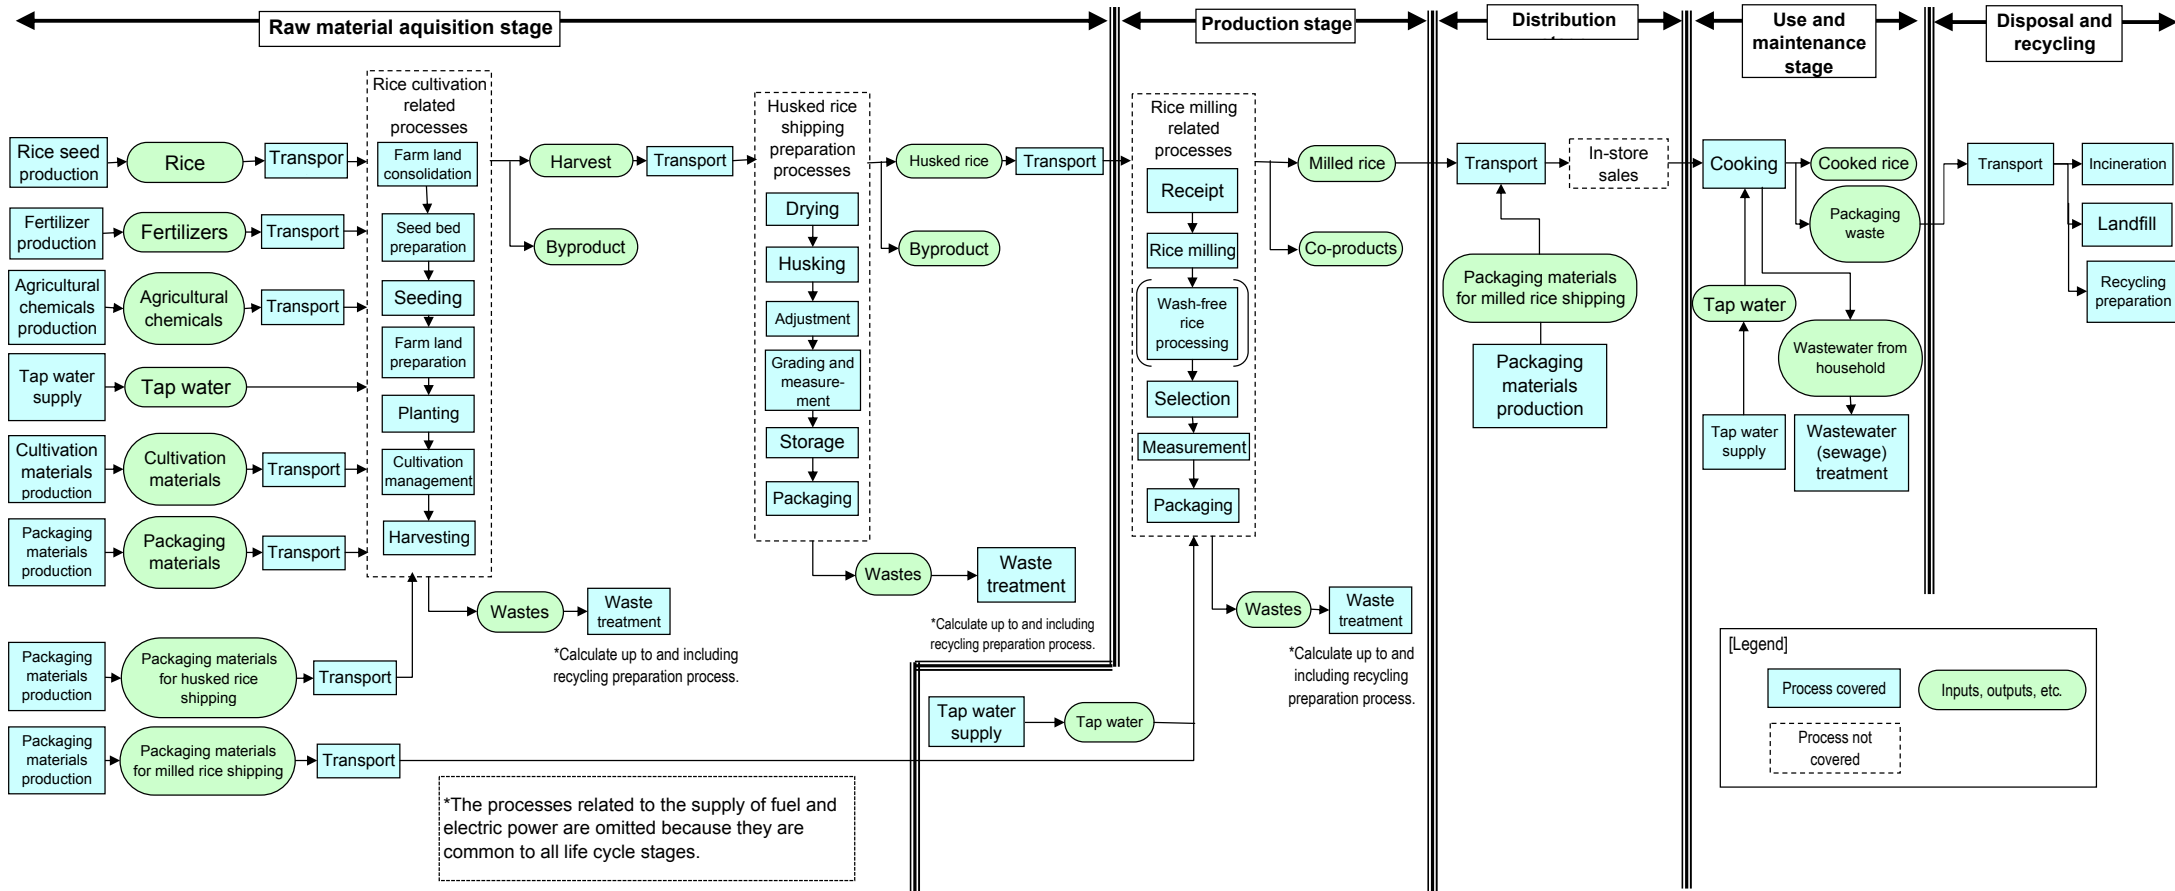 Raw material aquisition stage
Production stage
Distribution
Use and
maintenance
stage
Disposal and
recycling
Rice seed
production
Rice
Transpor
Fertilizer
production
Fertilizers
Transport
Agricultural
chemicals
production
Agricultural
chemicals
Transport
Tap water
supply
Tap water
Cultivation
materials
production
Cultivation
materials
Transport
Packaging
materials
production
Packaging
materials
Transport
Packaging
materials
production
Packaging materials
for husked rice
shipping
Transport
Packaging
materials
production
Packaging materials
for milled rice shipping
Transport
Rice cultivation
related
processes
Farm land
consolidation
Seed bed
preparation
Seeding
Farm land
preparation
Planting
Cultivation
management
Harvesting
Harvest
Transport
Byproduct
Wastes
Waste
treatment
*Calculate up to and including
recycling preparation process.
Husked rice
shipping
preparation
processes
Drying
Husking
Adjustment
Grading and
measure-
ment
Storage
Packaging
Husked rice
Transport
Byproduct
Wastes
Waste
treatment
*Calculate up to and including
recycling preparation process.
Tap water
supply
Tap water
*The processes related to the supply of fuel and
electric power are omitted because they are
common to all life cycle stages.
Rice milling
related
processes
Receipt
Rice milling
Wash-free
rice
processing
Selection
Measurement
Packaging
Milled rice
Co-products
Wastes
Waste
treatment
*Calculate up to and
including recycling
preparation process.
Transport
In-store
sales
Packaging materials
for milled rice shipping
Packaging
materials
production
Cooking
Cooked rice
Packaging
waste
Tap water
Wastewater from
household
Tap water
supply
Wastewater
(sewage)
treatment
Transport
Incineration
Landfill
Recycling
preparation
[Legend]
Process covered
Inputs, outputs, etc.
Process not
covered